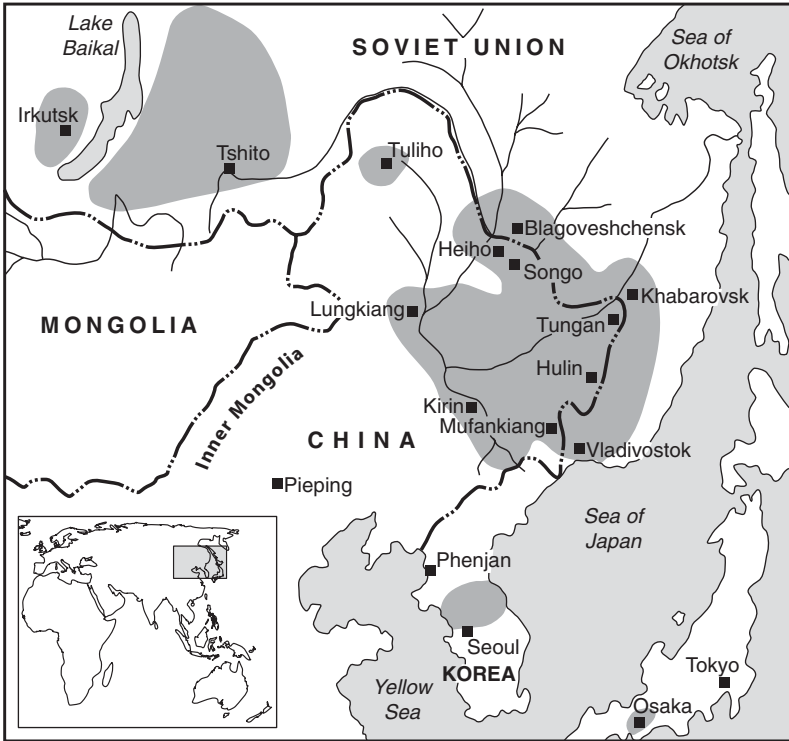 Lake
Baikal
SOVIET UNION
Sea of
Okhotsk
Irkutsk
Tshito
Tuliho
Blagoveshchensk
Heiho
Songo
Khabarovsk
Lungkiang
Tungan
MONGOLIA
Hulin
Inner Mongolia
Kirin
Mufankiang
CHINA
Vladivostok
Pieping
Sea of
Japan
Phenjan
Seoul
KOREA
Tokyo
Yellow
Sea
Osaka